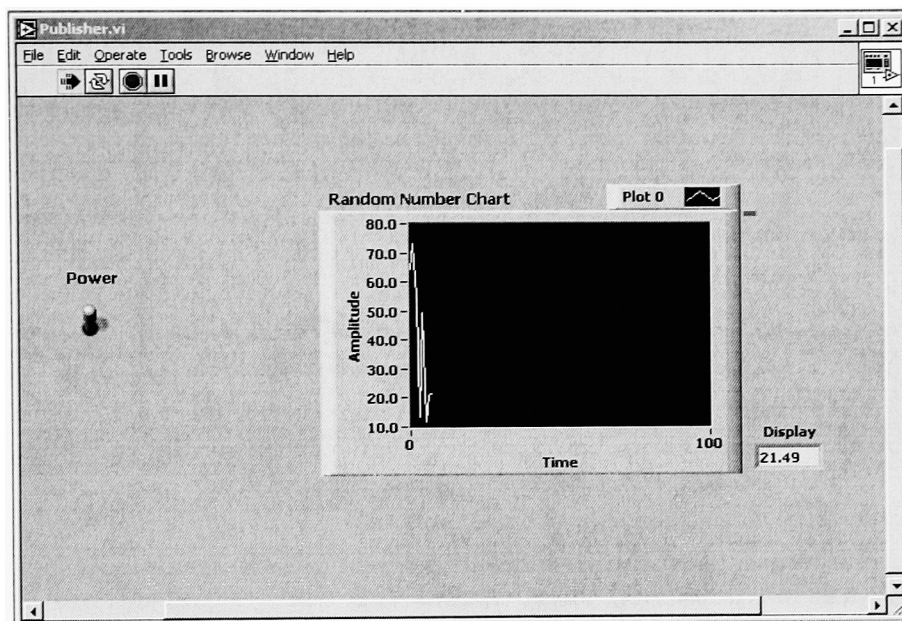 Publisher.vi
File Edit Operate Tools Browse Window Help
1
Random Number Chart
Plot 0
80.0
70.0
60.0
50.0
40.0
30.0
20.0
10.0
Amplitude
0
100
Time
Power
Display
21.49